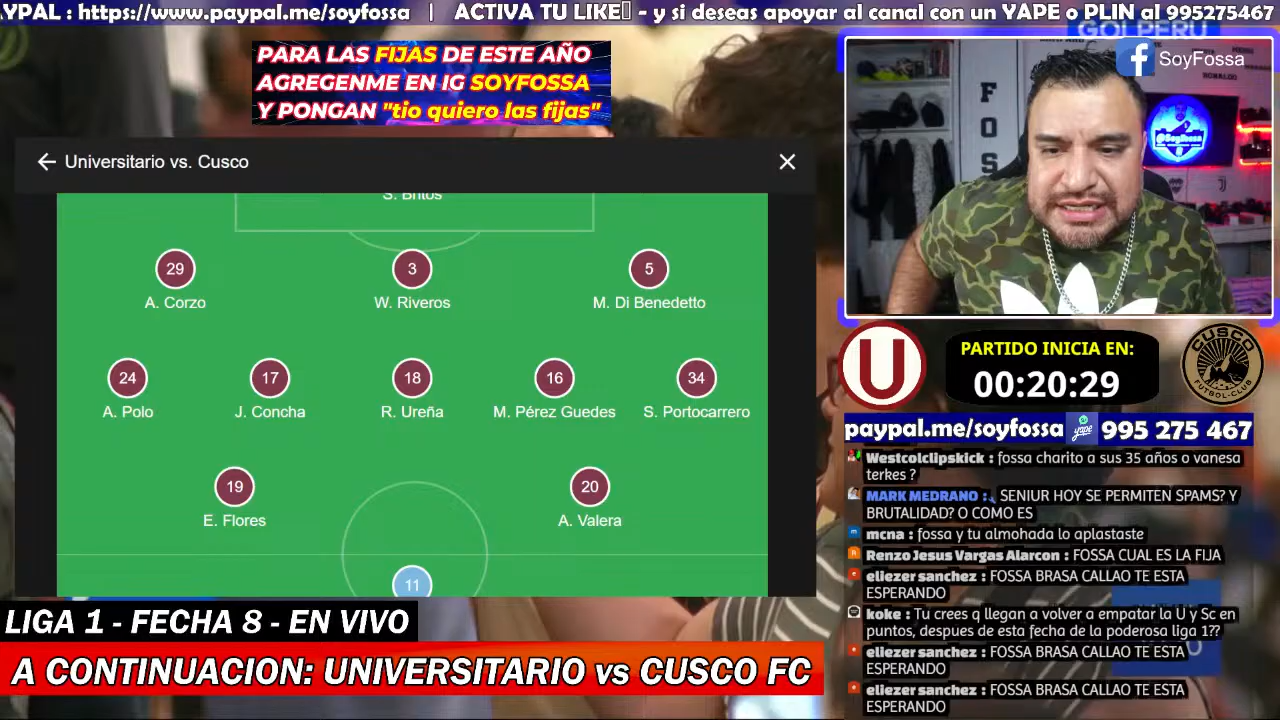 .YPAL : https://www.paypal.me/soyfossa | ACTIVA TU LIKE - y si deseas apoyar al canal con un YAPE o PLIN al 995275467
GOLPERU
PARA LAS FIJAS DE ESTE AÑO
AGREGENME EN IG SOYFOSSA
Y PONGAN "tio quiero las fijas"
SoyFossa
FOS
@Soyfossa
Universitario vs. Cusco
S. Britos
29
3
5
A. Corzo
W. Riveros
M. Di Benedetto
24
17
18
16
34
A. Polo
J. Concha
R. Ureña
M. Pérez Guedes
S. Portocarrero
19
20
E. Flores
A. Valera
11
U
PARTIDO INICIA EN:
00:20:29
CUSCO
FUTBOL-CLUB
paypal.me/soyfossa yape 995 275 467
Westcolclipskick : fossa charito a sus 35 años o vanesa
terkes ?
MARK MEDRANO : SENIUR HOY SE PERMITEN SPAMS? Y
BRUTALIDAD? O COMO ES
mcna : fossa y tu almohada lo aplastaste
Renzo Jesus Vargas Alarcon : FOSSA CUAL ES LA FIJA
eliezer sanchez : FOSSA BRASA CALLAO TE ESTA
ESPERANDO
koke : Tu crees q llegan a volver a empatar la U y Sc en
puntos, despues de esta fecha de la poderosa liga 1??
eliezer sanchez : FOSSA BRASA CALLAO TE ESTA
ESPERANDO
eliezer sanchez : FOSSA BRASA CALLAO TE ESTA
ESPERANDO
LIGA 1 - FECHA 8 - EN VIVO
A CONTINUACION: UNIVERSITARIO vs CUSCO FC